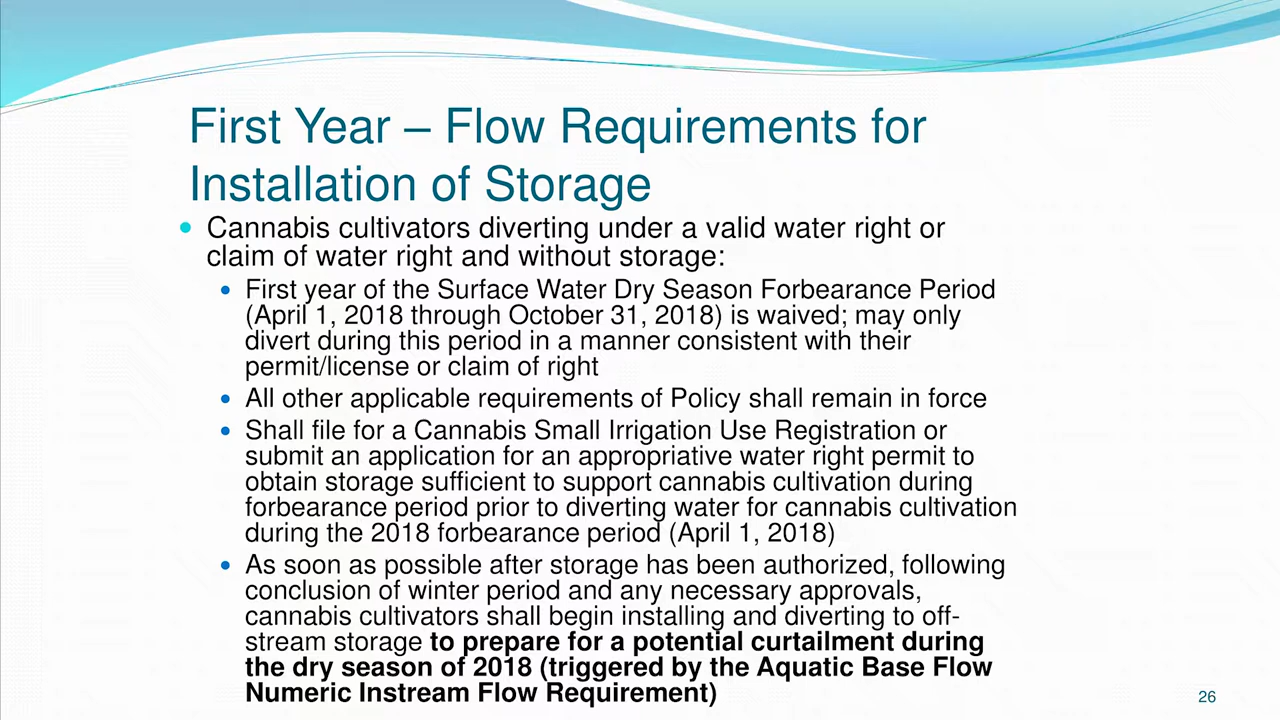 First Year – Flow Requirements for
Installation of Storage
• Cannabis cultivators diverting under a valid water right or
claim of water right and without storage:
• First year of the Surface Water Dry Season Forbearance Period
(April 1, 2018 through October 31, 2018) is waived; may only
divert during this period in a manner consistent with their
permit/license or claim of right
• All other applicable requirements of Policy shall remain in force
• Shall file for a Cannabis Small Irrigation Use Registration or
submit an application for an appropriative water right permit to
obtain storage sufficient to support cannabis cultivation during
forbearance period prior to diverting water for cannabis cultivation
during the 2018 forbearance period (April 1, 2018)
• As soon as possible after storage has been authorized, following
conclusion of winter period and any necessary approvals,
cannabis cultivators shall begin installing and diverting to off-
stream storage to prepare for a potential curtailment during
the dry season of 2018 (triggered by the Aquatic Base Flow
Numeric Instream Flow Requirement)
26